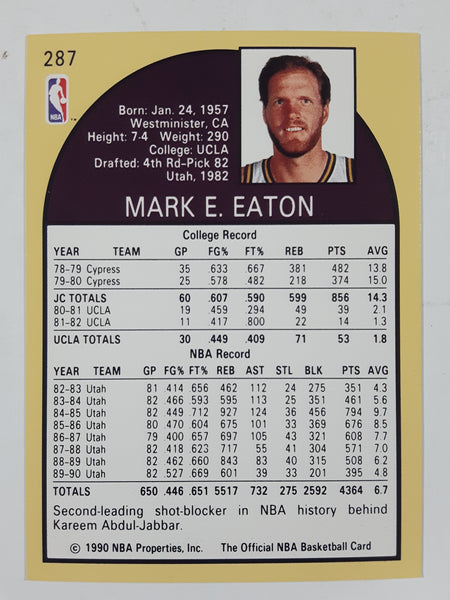 287
NBA
Born: Jan. 24, 1957
Westminister, CA
Height: 7-4 Weight: 290
College: UCLA
Drafted: 4th Rd-Pick 82
Utah, 1982
MARK E. EATON
College Record
YEAR TEAM GP FG% FT% REB PTS AVG
78-79 Cypress 35 .633 .667 381 482 13.8
79-80 Cypress 25 .578 .482 218 374 15.0
JC TOTALS 60 .607 .590 599 856 14.3
80-81 UCLA 19 .459 .294 49 39 2.1
81-82 UCLA 11 .417 .800 22 14 1.3
UCLA TOTALS 30 .449 .409 71 53 1.8
NBA Record
YEAR TEAM GP FG% FT% REB AST STL BLK PTS AVG
82-83 Utah 81 .414 .656 462 112 24 275 351 4.3
83-84 Utah 82 .466 .593 595 113 25 351 461 5.6
84-85 Utah 82 .449 .712 927 124 36 456 794 9.7
85-86 Utah 80 .470 .604 675 101 33 369 676 8.5
86-87 Utah 79 .400 .657 697 105 43 321 608 7.7
87-88 Utah 82 .418 .623 717 55 41 304 571 7.0
88-89 Utah 82 .462 .660 843 83 40 315 508 6.2
89-90 Utah 82 .527 .669 601 39 33 201 395 4.8
TOTALS 650 .446 .651 5517 732 275 2592 4364 6.7
Second-leading shot-blocker in NBA history behind
Kareem Abdul-Jabbar.
© 1990 NBA Properties, Inc. The Official NBA Basketball Card